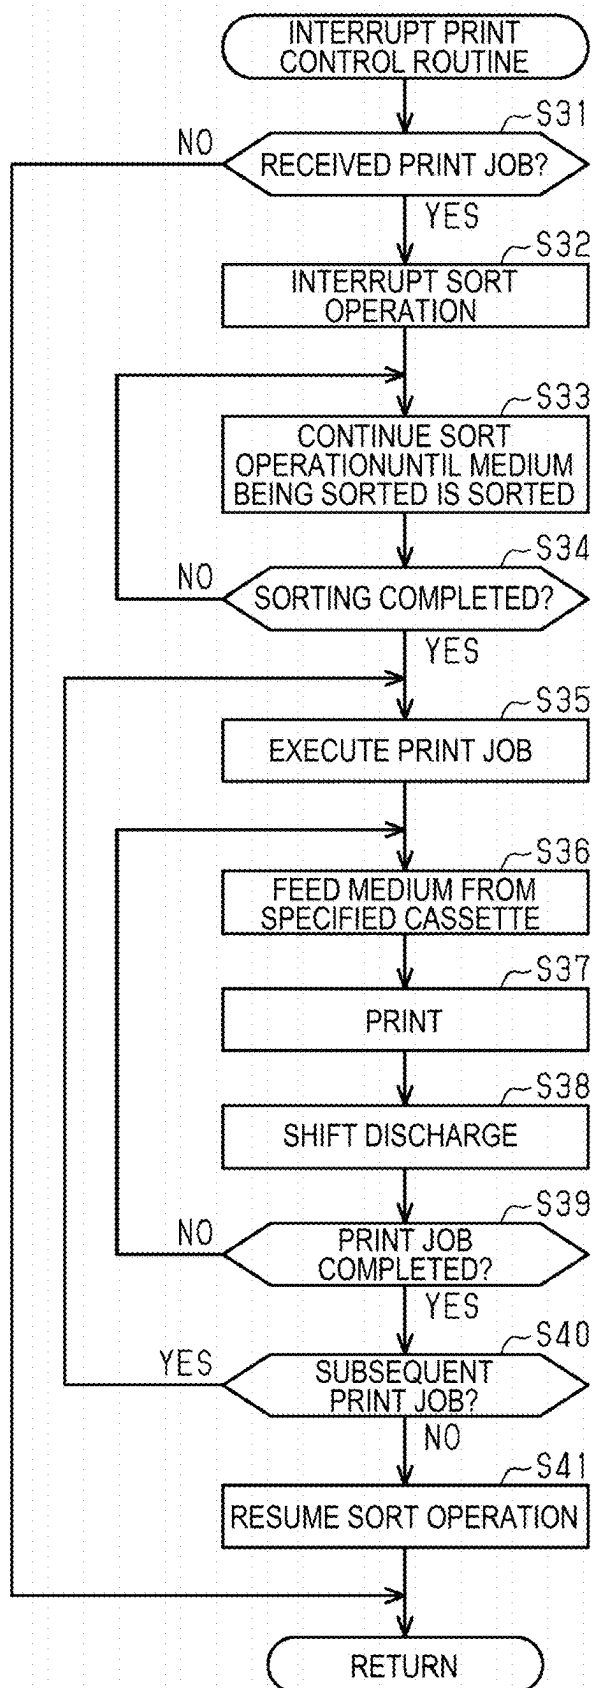 INTERRUPT PRINT
CONTROL ROUTINE
S31
NO
RECEIVED PRINT JOB?
YES
S32
INTERRUPT SORT
OPERATION
S33
CONTINUE SORT
OPERATIONUNTIL MEDIUM
BEING SORTED IS SORTED
S34
NO
SORTING COMPLETED?
YES
S35
EXECUTE PRINT JOB
S36
FEED MEDIUM FROM
SPECIFIED CASSETTE
S37
PRINT
S38
SHIFT DISCHARGE
S39
NO
PRINT JOB
COMPLETED?
YES
S40
YES
SUBSEQUENT
PRINT JOB?
NO
S41
RESUME SORT OPERATION
RETURN